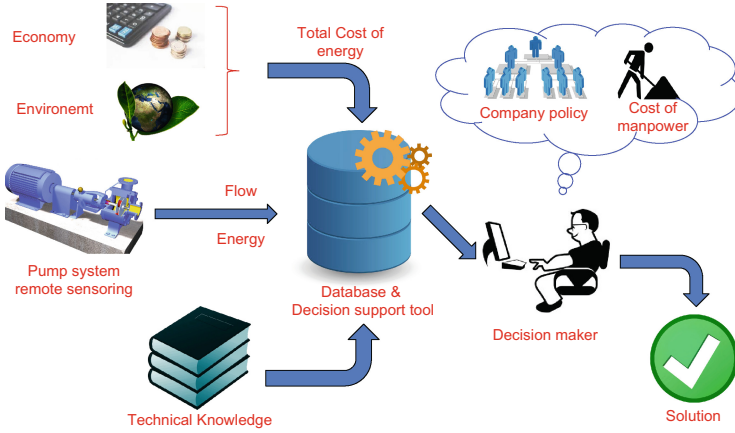 Economy
Environemt
Total Cost of
energy
Company policy
Cost of
manpower
Flow
Energy
Pump system
remote sensoring
Database &
Decision support tool
Decision maker
Technical Knowledge
Solution